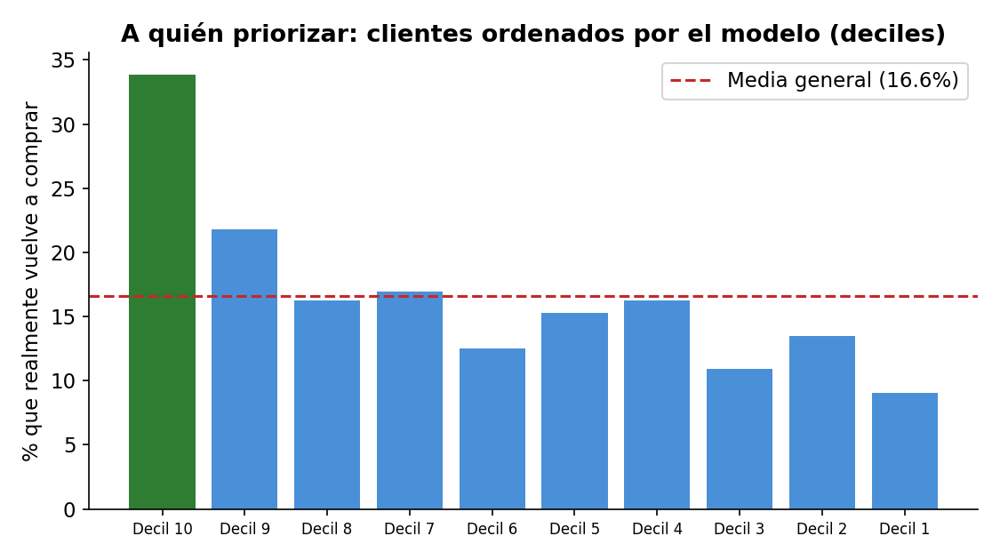 A quién priorizar: clientes ordenados por el modelo (deciles)
Media general (16.6%)
% que realmente vuelve a comprar
35
30
25
20
15
10
5
0
Decil 10 Decil 9 Decil 8 Decil 7 Decil 6 Decil 5 Decil 4 Decil 3 Decil 2 Decil 1